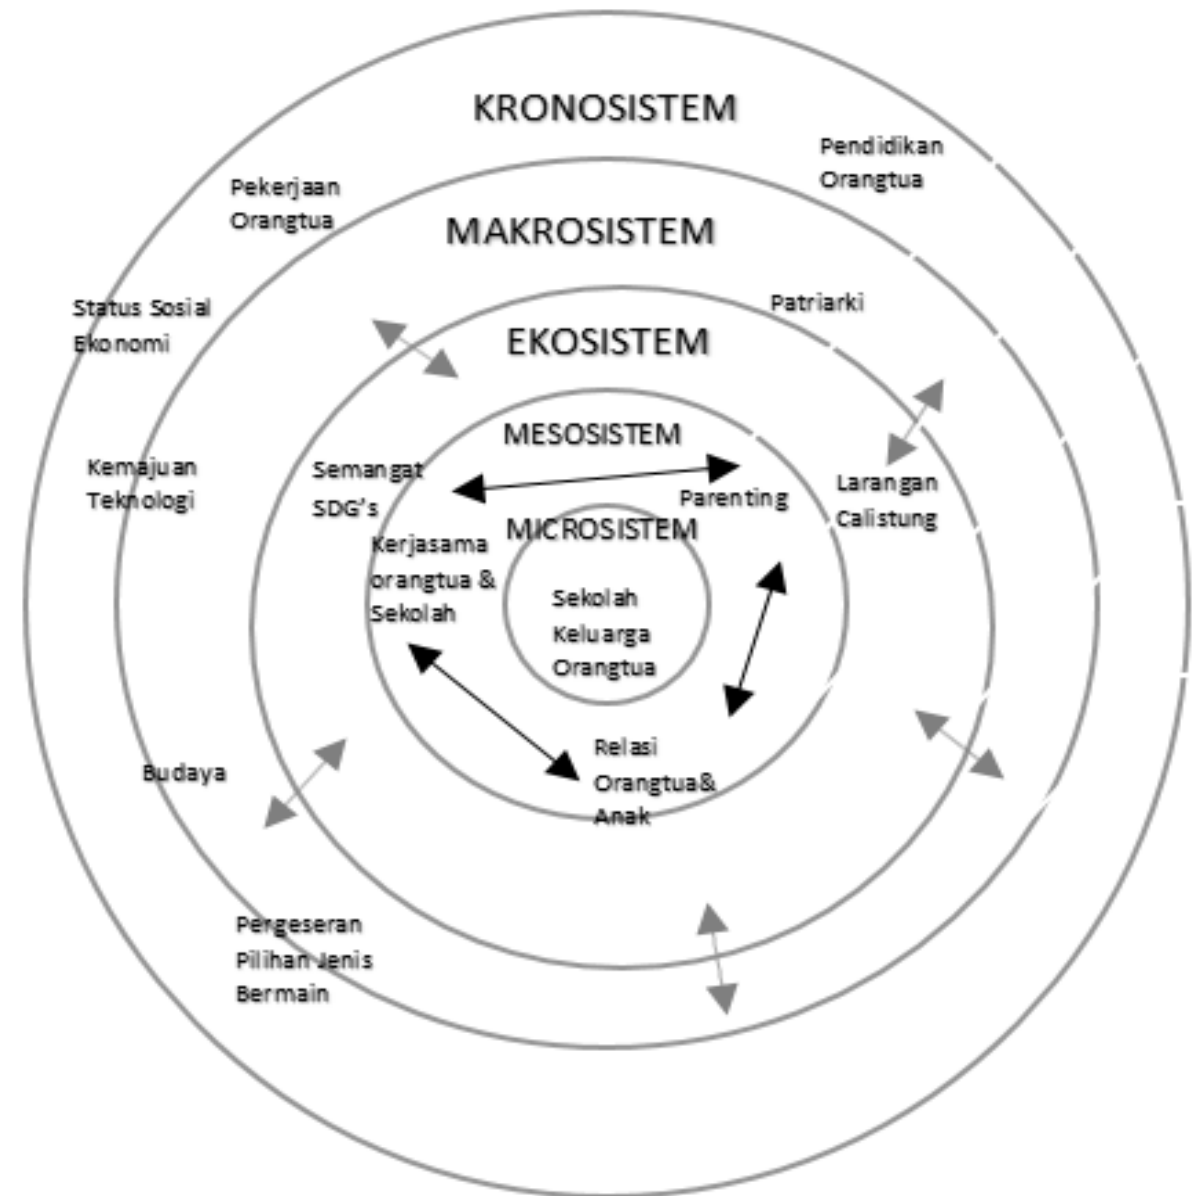 KRONOSISTEM
Pendidikan
Orangtua
Pekerjaan
Orangtua
MAKROSISTEM
Status Sosial
Ekonomi
Patriarki
EKOSISTEM
MESOSISTEM
Kemajuan
Teknologi
Semangat
SDG's
Parenting
Larangan
Calistung
MICROSISTEM
Kerjasama
orangtua &
Sekolah
Sekolah
Keluarga
Orangtua
Relasi
Orangtua&
Anak
Budaya
Pergeseran
Pilihan Jenis
Bermain